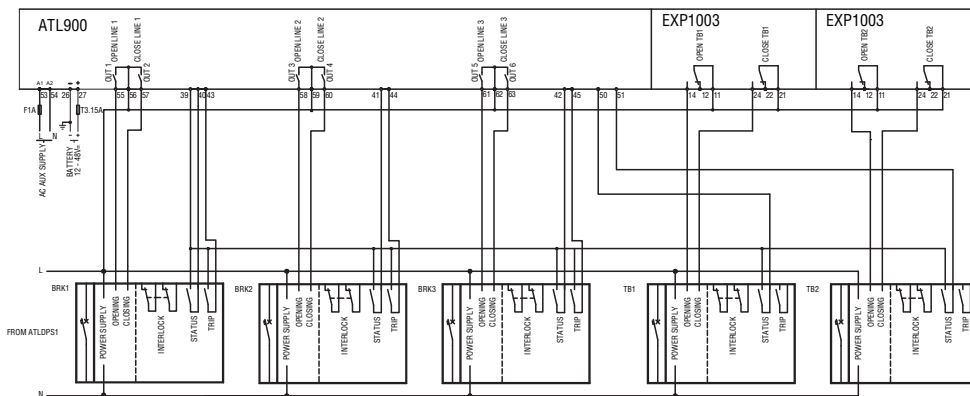 ATL900
EXP1003
EXP1003
OPEN LINE 1
CLOSE LINE 1
OPEN LINE 2
CLOSE LINE 2
OPEN LINE 3
CLOSE LINE 3
OPEN TB1
CLOSE TB1
OPEN TB2
CLOSE TB2
OUT 1
OUT 2
OUT 3
OUT 4
OUT 5
OUT 6
A1 A2 - +
53 54 26 27 55 56 57 39 40 43 58 59 60 41 44 61 62 63 42 45 50 51 14 12 11 24 22 21 14 12 11 24 22 21
F1A
T3.15A
L N - +
AC AUX SUPPLY
BATTERY
12 - 48V=
L
BRK1
BRK2
BRK3
TB1
TB2
FROM ATLDPS1
POWER SUPPLY
OPENING
CLOSING
INTERLOCK
STATUS
TRIP
POWER SUPPLY
OPENING
CLOSING
INTERLOCK
STATUS
TRIP
POWER SUPPLY
OPENING
CLOSING
INTERLOCK
STATUS
TRIP
POWER SUPPLY
OPENING
CLOSING
INTERLOCK
STATUS
TRIP
POWER SUPPLY
OPENING
CLOSING
INTERLOCK
STATUS
TRIP
N